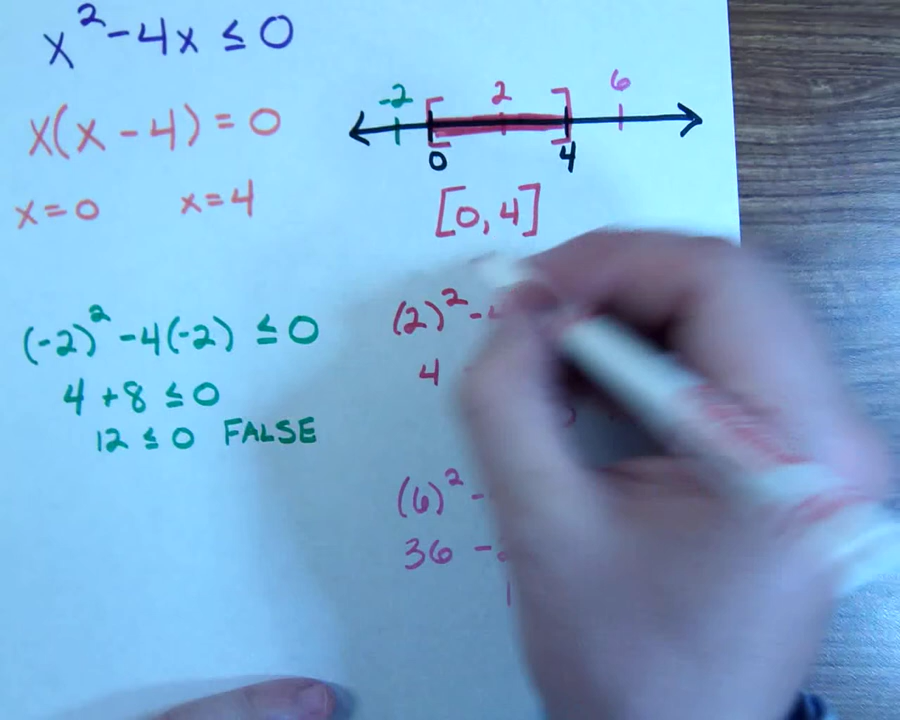 x² - 4x ≤ 0
x(x - 4) = 0
x = 0 x = 4
-2 2 6
0 4
[0, 4]
(-2)² - 4(-2) ≤ 0
4 + 8 ≤ 0
12 ≤ 0 FALSE
(2)² -
4
(6)² -
36 -